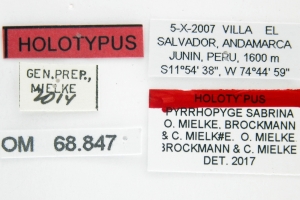 HOLOTYPUS
GEN.PREP.,
MIELKE
2014
OM 68.847
5-X-2007 VILLA EL
SALVADOR, ANDAMARCA
JUNIN, PERU, 1600 m
S11°54' 38", W 74°44' 59"
HOLOTYPUS
PYRRHOPYGE SABRINA
O. MIELKE, BROCKMANN
& C. MIELK#E. O. MIELKE
BROCKMANN & C. MIELKE
DET. 2017